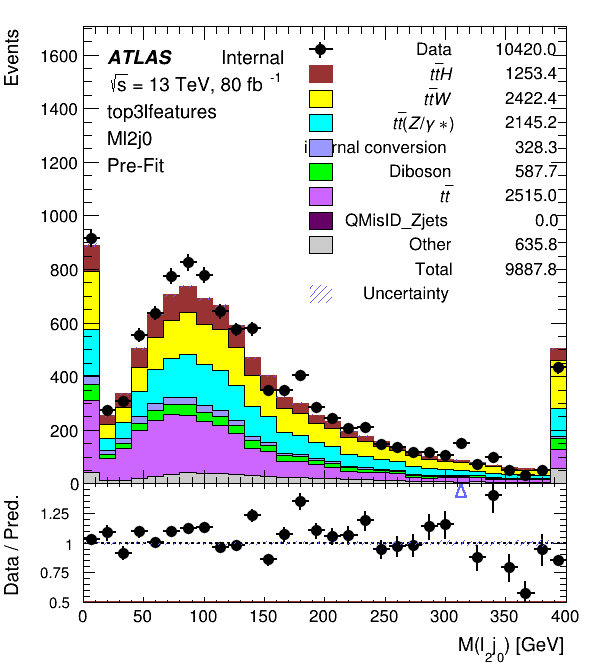 Events
1600
1400
1200
1000
800
600
400
200
0
ATLAS Internal
√s = 13 TeV, 80 fb⁻¹
top3lfeatures
Ml2j0
Pre-Fit
Data 10420.0
tt̅H 1253.4
tt̅W 2422.4
tt̅(Z/γ∗) 2145.2
rnal conversion 328.3
Diboson 587.7
tt̅ 2515.0
QMisID_Zjets 0.0
Other 635.8
Total 9887.8
Uncertainty
Data / Pred.
1.25
1
0.75
0.5
0 50 100 150 200 250 300 350 400
M(l₂j₀) [GeV]